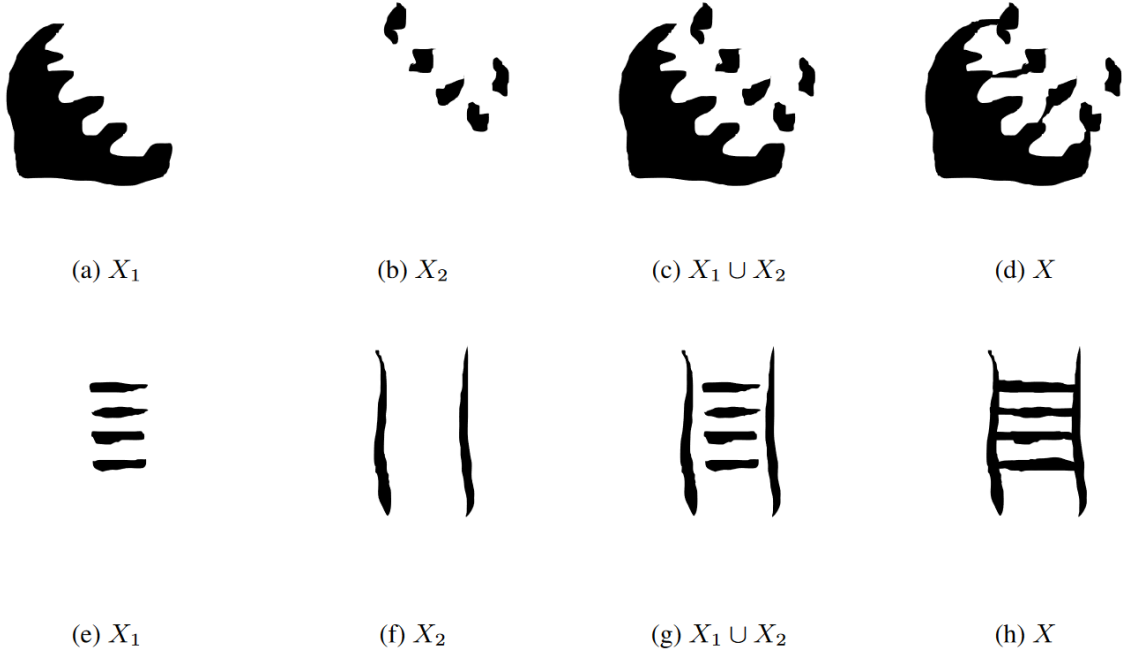 (a) X₁
(b) X₂
(c) X₁ ∪ X₂
(d) X
(e) X₁
(f) X₂
(g) X₁ ∪ X₂
(h) X